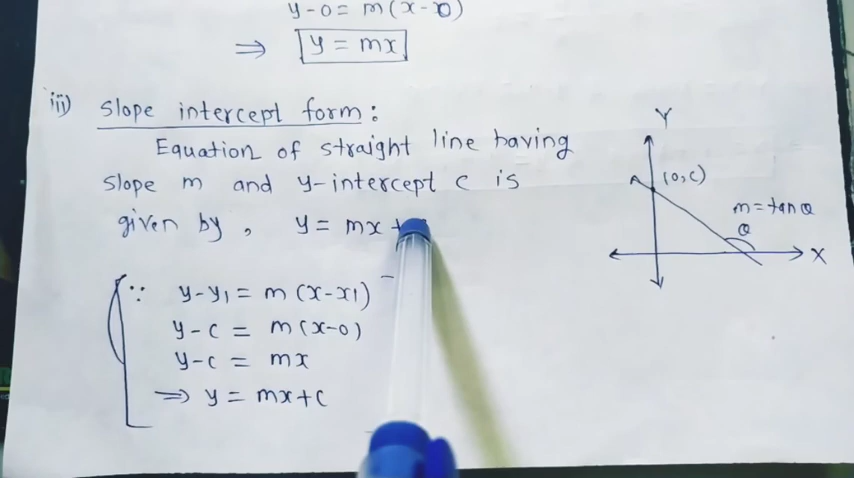 y-0 = m(x-0)
⇒ y = mx
iii) Slope intercept form:
Equation of straight line having
slope m and y-intercept c is
given by, y = mx +
∵ y-y₁ = m(x-x₁)
y-c = m(x-0)
y-c = mx
⇒ y = mx+c
Y
(0,c)
m=tanθ
θ
X